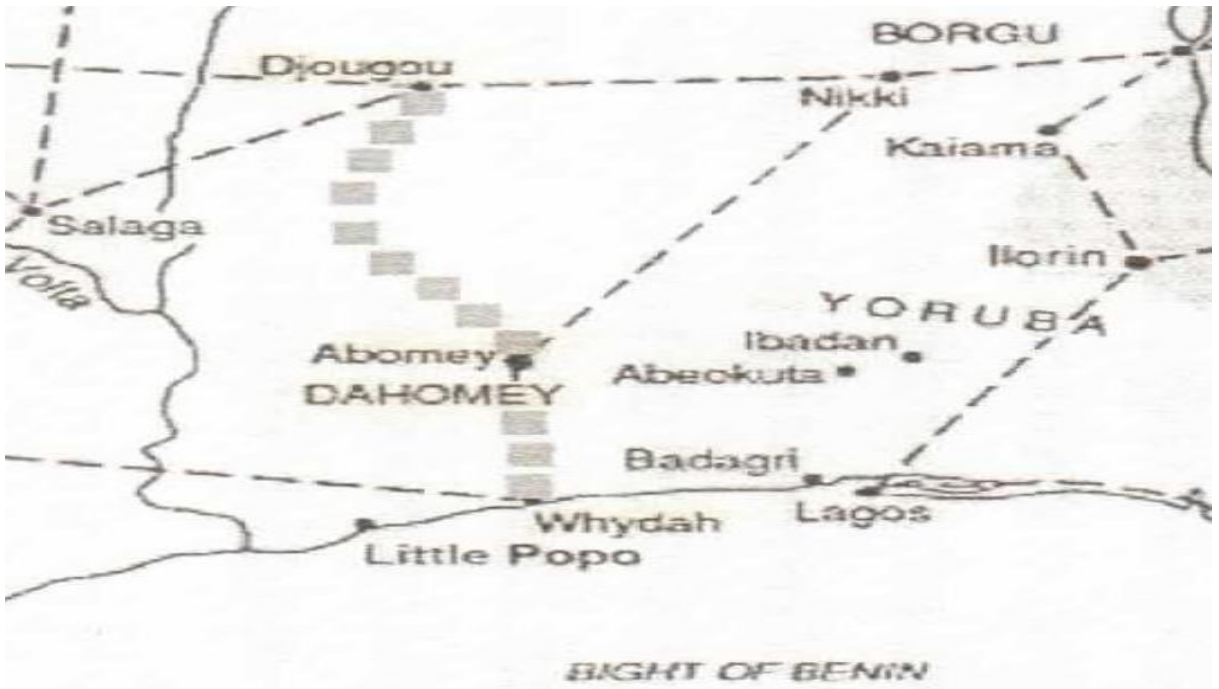 BORGU
Djougou
Nikki
Kaiama
Salaga
Ilorin
Volta
YORUBA
Ibadan
Abomey
Abeokuta
DAHOMEY
Badagri
Lagos
Whydah
Little Popo
BIGHT OF BENIN